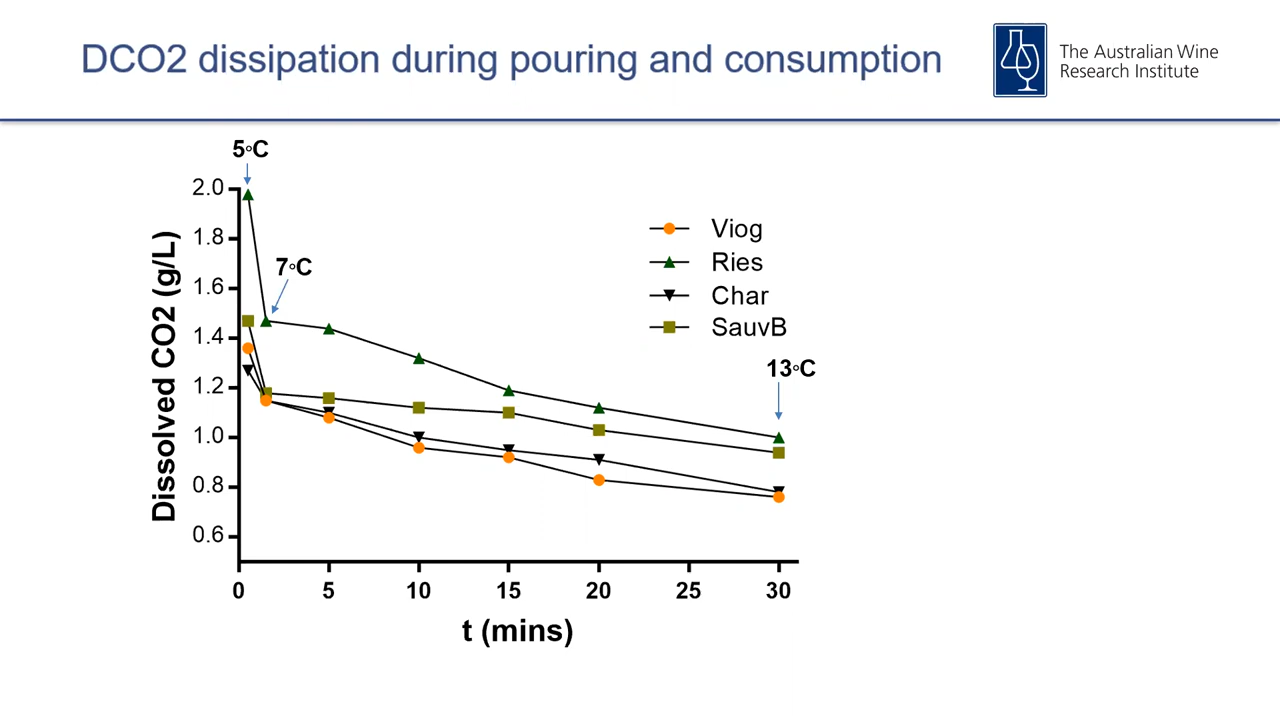 DCO2 dissipation during pouring and consumption
The Australian Wine
Research Institute
5°C
2.0
1.8
1.6
1.4
1.2
1.0
0.8
0.6
Dissolved CO2 (g/L)
7°C
Viog
Ries
Char
SauvB
13°C
0 5 10 15 20 25 30
t (mins)